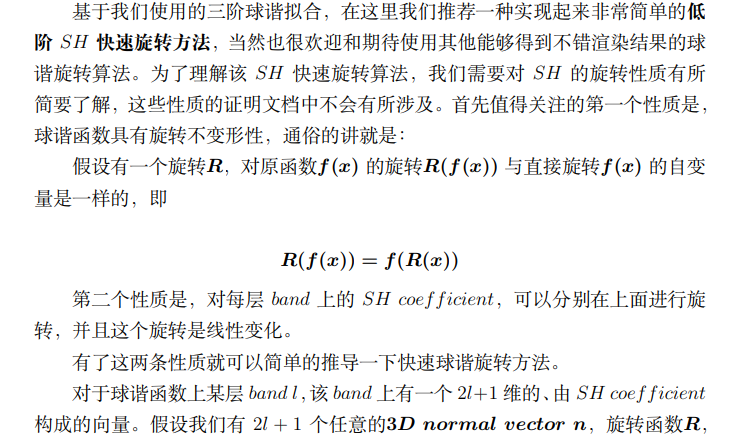 基于我们使用的三阶球谐拟合，在这里我们推荐一种实现起来非常简单的低
阶 SH 快速旋转方法，当然也很欢迎和期待使用其他能够得到不错渲染结果的球
谐旋转算法。为了理解该 SH 快速旋转算法，我们需要对 SH 的旋转性质有所
简要了解，这些性质的证明文档中不会有所涉及。首先值得关注的第一个性质是，
球谐函数具有旋转不变形性，通俗的讲就是：
假设有一个旋转R，对原函数f(x) 的旋转R(f(x)) 与直接旋转f(x) 的自变
量是一样的，即
R(f(x)) = f(R(x))
第二个性质是，对每层 band 上的 SH coefficient，可以分别在上面进行旋
转，并且这个旋转是线性变化。
有了这两条性质就可以简单的推导一下快速球谐旋转方法。
对于球谐函数上某层 band l，该 band 上有一个 2l+1 维的、由 SH coefficient
构成的向量。假设我们有 2l + 1 个任意的3D normal vector n，旋转函数R，